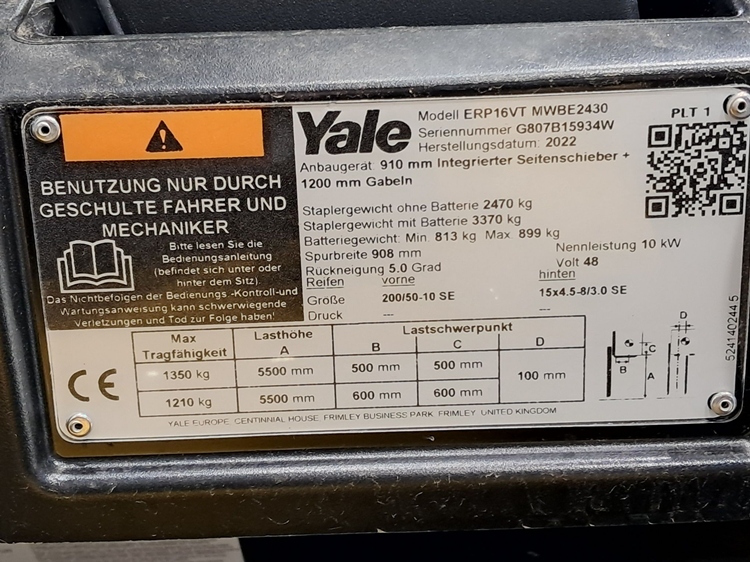 BENUTZUNG NUR DURCH
GESCHULTE FAHRER UND
MECHANIKER
Bitte lesen Sie die
Bedienungsanleitung
(befindet sich unter oder
hinter dem Sitz).
Das Nichtbefolgen der Bedienungs -Kontroll-und
Wartungsanweisung kann schwerwiegende
Verletzungen und Tod zur Folge haben!
Yale
Modell ERP16VT MWBE2430
Seriennummer G807B15934W
Herstellungsdatum: 2022
PLT 1
Anbaugerät: 910 mm Integrierter Seitenschieber +
1200 mm Gabeln
Staplergewicht ohne Batterie 2470 kg
Staplergewicht mit Batterie 3370 kg
Batteriegewicht: Min 813 kg Max 899 kg
Spurbreite 908 mm Nennleistung 10 kW
Rückneigung 5.0 Grad Volt 48
Reifen vorne hinten
Größe 200/50-10 SE 15x4.5-8/3.0 SE
Druck --- ---
Max Tragfähigkeit Lasthöhe A Lastschwerpunkt B C D
1350 kg 5500 mm 500 mm 500 mm 100 mm
1210 kg 5500 mm 600 mm 600 mm
CE
D
C
B
A
524140244 5
YALE EUROPE, CENTINNIAL HOUSE, FRIMLEY BUSINESS PARK, FRIMLEY, UNITED KINGDOM